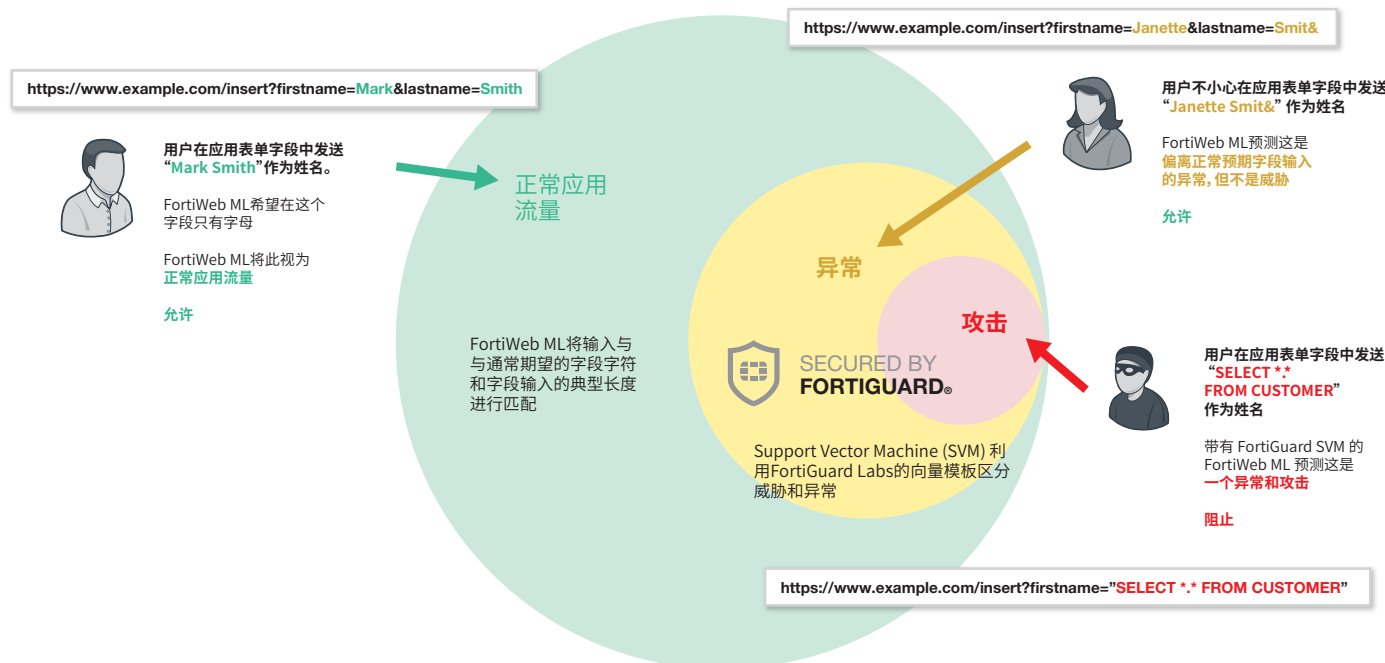 https://www.example.com/insert?firstname=Janette&lastname=Smit&
https://www.example.com/insert?firstname=Mark&lastname=Smith
用户在应用表单字段中发送
“Mark Smith”作为姓名。
FortiWeb ML希望在这个
字段只有字母
FortiWeb ML将此视为
正常应用流量
允许
正常应用
流量
FortiWeb ML将输入与
与通常期望的字段字符
和字段输入的典型长度
进行匹配
用户不小心在应用表单字段中发送
“Janette Smit&” 作为姓名
FortiWeb ML预测这是
偏离正常预期字段输入
的异常, 但不是威胁
允许
异常
攻击
SECURED BY
FORTIGUARD®
Support Vector Machine (SVM) 利
用FortiGuard Labs的向量模板区分
威胁和异常
用户在应用表单字段中发送
“SELECT *.*
FROM CUSTOMER”
作为姓名
带有 FortiGuard SVM 的
FortiWeb ML 预测这是
一个异常和攻击
阻止
https://www.example.com/insert?firstname=”SELECT *.* FROM CUSTOMER”